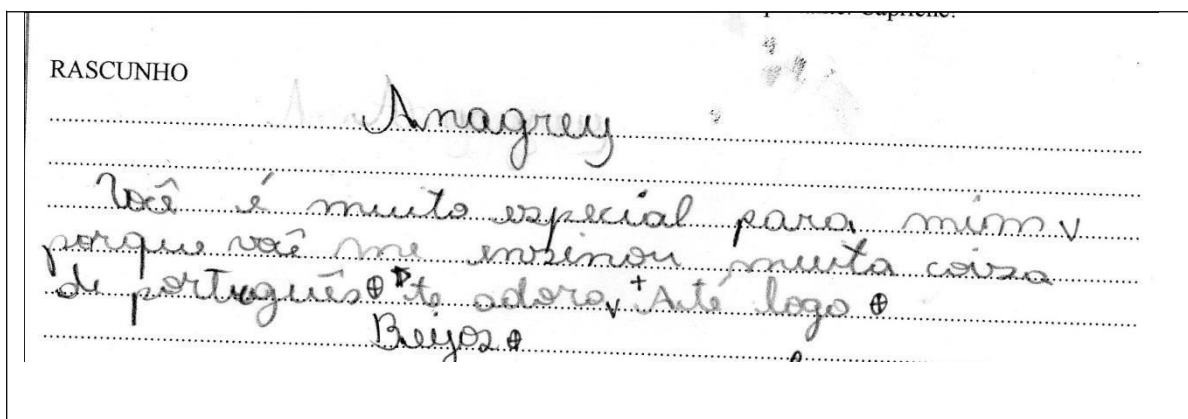 RASCUNHO
Anagrey
Você é muito especial para mim v
porque você me ensinou muita coisa
de português ⊕ te adoro v + Até logo ⊕
Beijos ⊕